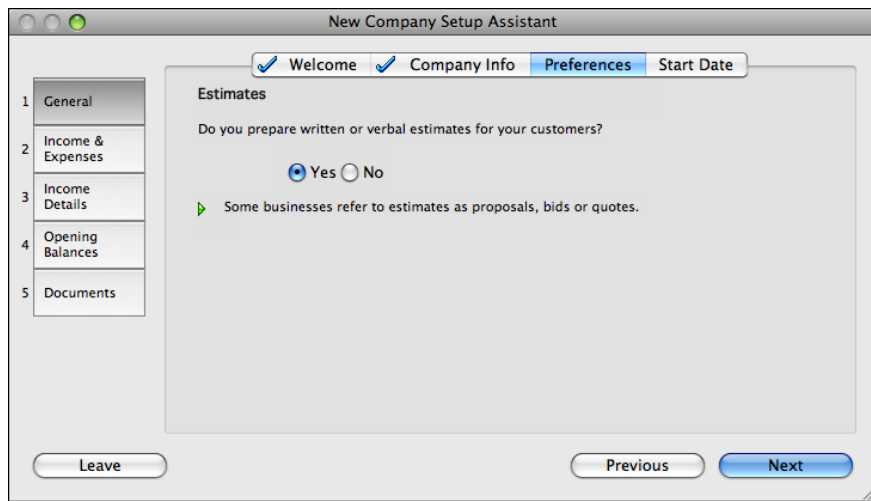 New Company Setup Assistant
Welcome Company Info Preferences Start Date
1 General
2 Income &
Expenses
3 Income
Details
4 Opening
Balances
5 Documents
Estimates
Do you prepare written or verbal estimates for your customers?
Yes No
Some businesses refer to estimates as proposals, bids or quotes.
Leave Previous Next